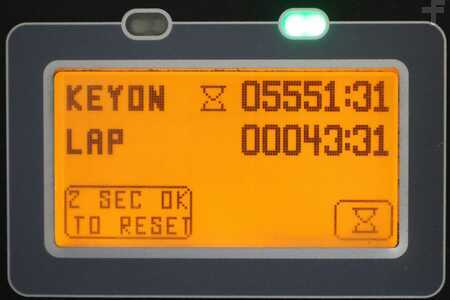 KEYON 05551:31
LAP 00043:31
2 SEC OK
TO RESET